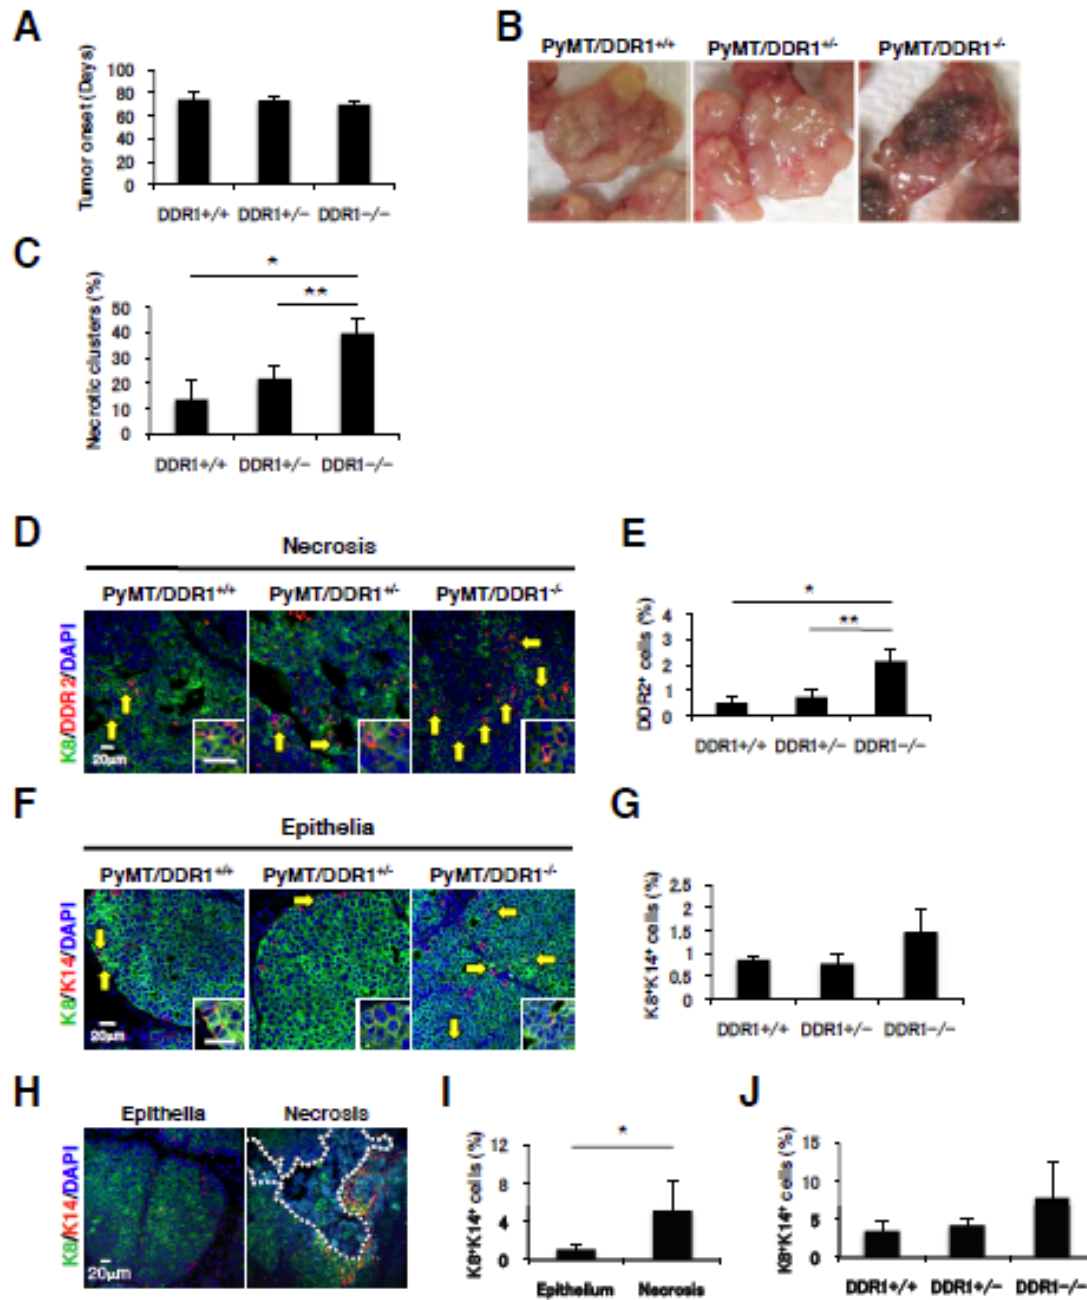 A
Tumor onset (Days)
100
80
60
40
20
0
DDR1+/+ DDR1+/− DDR1−/−
B
PyMT/DDR1+/+ PyMT/DDR1+/- PyMT/DDR1-/-
C
*
**
Necrotic clusters (%)
50
40
30
20
10
0
DDR1+/+ DDR1+/− DDR1−/−
D
Necrosis
PyMT/DDR1+/+ PyMT/DDR1+/- PyMT/DDR1-/-
K8/DDR2/DAPI
20μm
E
*
**
DDR2+ cells (%)
4
3
2
1
0
DDR1+/+ DDR1+/− DDR1−/−
F
Epithelia
PyMT/DDR1+/+ PyMT/DDR1+/- PyMT/DDR1-/-
K8/K14/DAPI
20μm
G
K8+K14+ cells (%)
2.5
2
1.5
1
0.5
0
DDR1+/+ DDR1+/− DDR1−/−
H
Epithelia Necrosis
K8/K14/DAPI
20μm
I
*
K8+K14+ cells (%)
12
8
4
0
Epithelium Necrosis
J
K8+K14+ cells (%)
15
10
5
0
DDR1+/+ DDR1+/− DDR1−/−